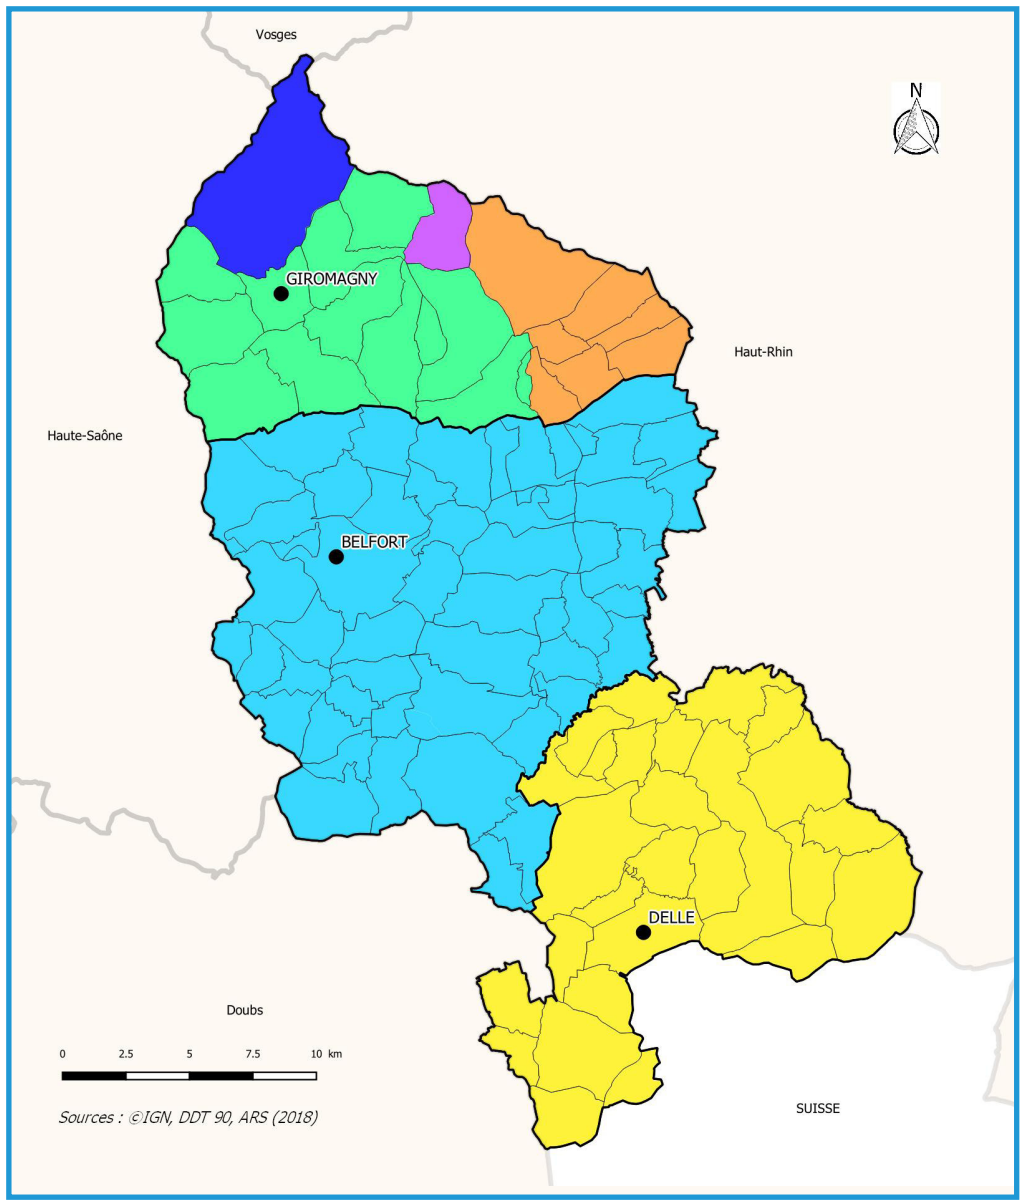 Vosges
N
GIROMAGNY
Haut-Rhin
Haute-Saône
BELFORT
DELLE
Doubs
0 2.5 5 7.5 10 km
SUISSE
Sources : ©IGN, DDT 90, ARS (2018)